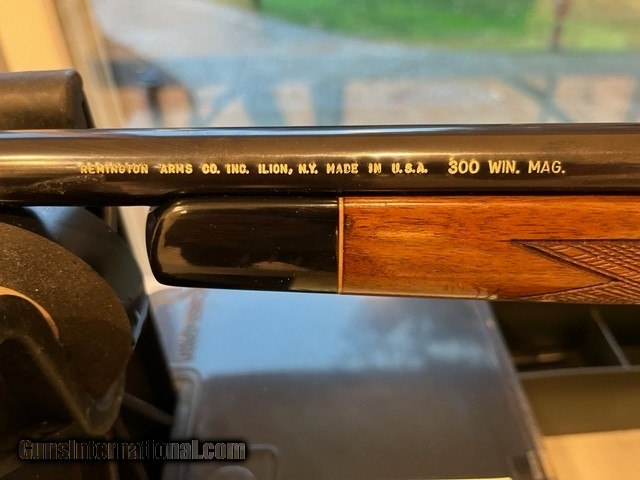 REMINGTON ARMS CO. INC. ILION, N.Y. MADE IN U.S.A. 300 WIN. MAG.
GunsInternational.com